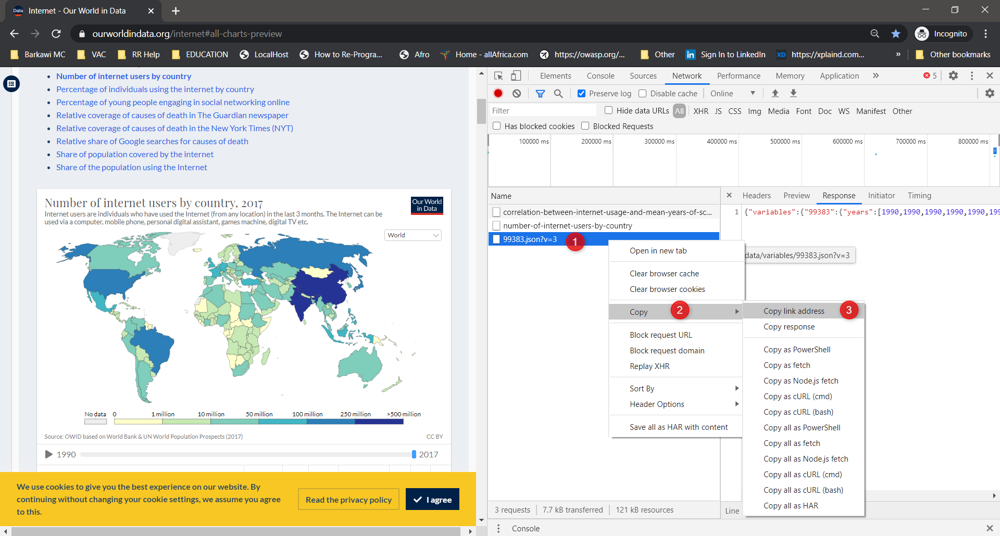 Data
Internet - Our World in Data
ourworldindata.org/internet#all-charts-preview
Incognito
Barkawi MC
VAC
RR Help
EDUCATION
LocalHost
How to Re-Progra...
Afro
Home - allAfrica.com
https://owasp.org/...
Other
in
Sign In to LinkedIn
XD
https://xplaind.com...
»
Other bookmarks
Number of internet users by country
Percentage of individuals using the internet by country
Percentage of young people engaging in social networking online
Relative coverage of causes of death in The Guardian newspaper
Relative coverage of causes of death in the New York Times (NYT)
Relative share of Google searches for causes of death
Share of population covered by the internet
Share of the population using the Internet
Number of internet users by country, 2017
Internet users are individuals who have used the Internet (from any location) in the last 3 months. The Internet can be
used via a computer, mobile phone, personal digital assistant, games machine, digital TV etc.
Our World
in Data
World
No data 0 1 million 10 million 50 million 100 million 250 million >500 million
Source: OWID based on World Bank & UN World Population Prospects (2017)
CC BY
1990
2017
We use cookies to give you the best experience on our website. By
continuing without changing your cookie settings, we assume you agree
to this.
Read the privacy policy
I agree
Elements Console Sources Network Performance Memory Application »
5
Preserve log
Disable cache
Online
Filter
Hide data URLs
All XHR JS CSS Img Media Font Doc WS Manifest Other
Has blocked cookies
Blocked Requests
100000 ms 200000 ms 300000 ms 400000 ms 500000 ms 600000 ms 700000 ms 800000 ms
Name
correlation-between-internet-usage-and-mean-years-of-sc...
number-of-internet-users-by-country
99383.json?v=3
1
Headers Preview Response Initiator Timing
1 {"variables":{"99383":{"years":[1990,1990,1990,1990,1990,19
data/variables/99383.json?v=3
Open in new tab
Clear browser cache
Clear browser cookies
Copy
2
Block request URL
Block request domain
Replay XHR
Sort By
Header Options
Save all as HAR with content
Copy link address
3
Copy response
Copy as PowerShell
Copy as fetch
Copy as Node.js fetch
Copy as cURL (cmd)
Copy as cURL (bash)
Copy all as PowerShell
Copy all as fetch
Copy all as Node.js fetch
Copy all as cURL (cmd)
Copy all as cURL (bash)
Copy all as HAR
3 requests
7.7 kB transferred
121 kB resources
Line
Console